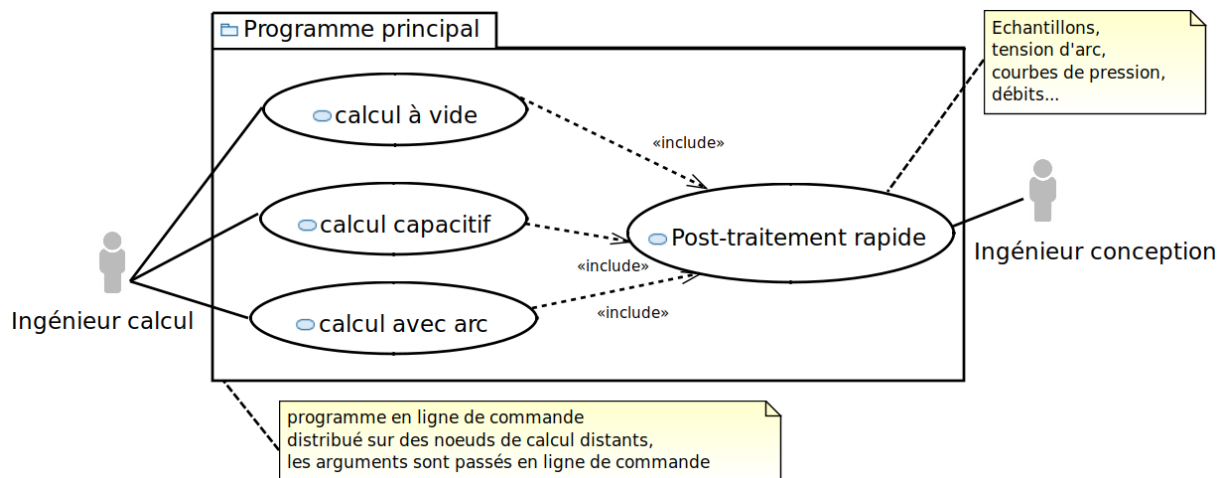 Programme principal
Echantillons,
tension d'arc,
courbes de pression,
débits...
calcul à vide
«include»
calcul capacitif
Post-traitement rapide
Ingénieur conception
«include»
Ingénieur calcul
calcul avec arc
«include»
programme en ligne de commande
distribué sur des noeuds de calcul distants,
les arguments sont passés en ligne de commande